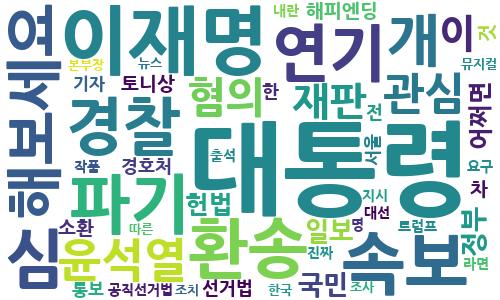 해보세요
이재명
내란 해피엔딩
연기
개
이
것
본부장 뉴스
뮤지컬
기자 토니상
혐의
한
재판
전
관심
어쩌면
경찰
작품 경호처
출석
대통령
서울
요구
차
심
파기
헌법
지시
대선
트럼프
정부
라면
소환
따른
윤석열
환송
일보
명
진짜
속보
통보 공직선거법 조치 선거법
한국
국민
조사